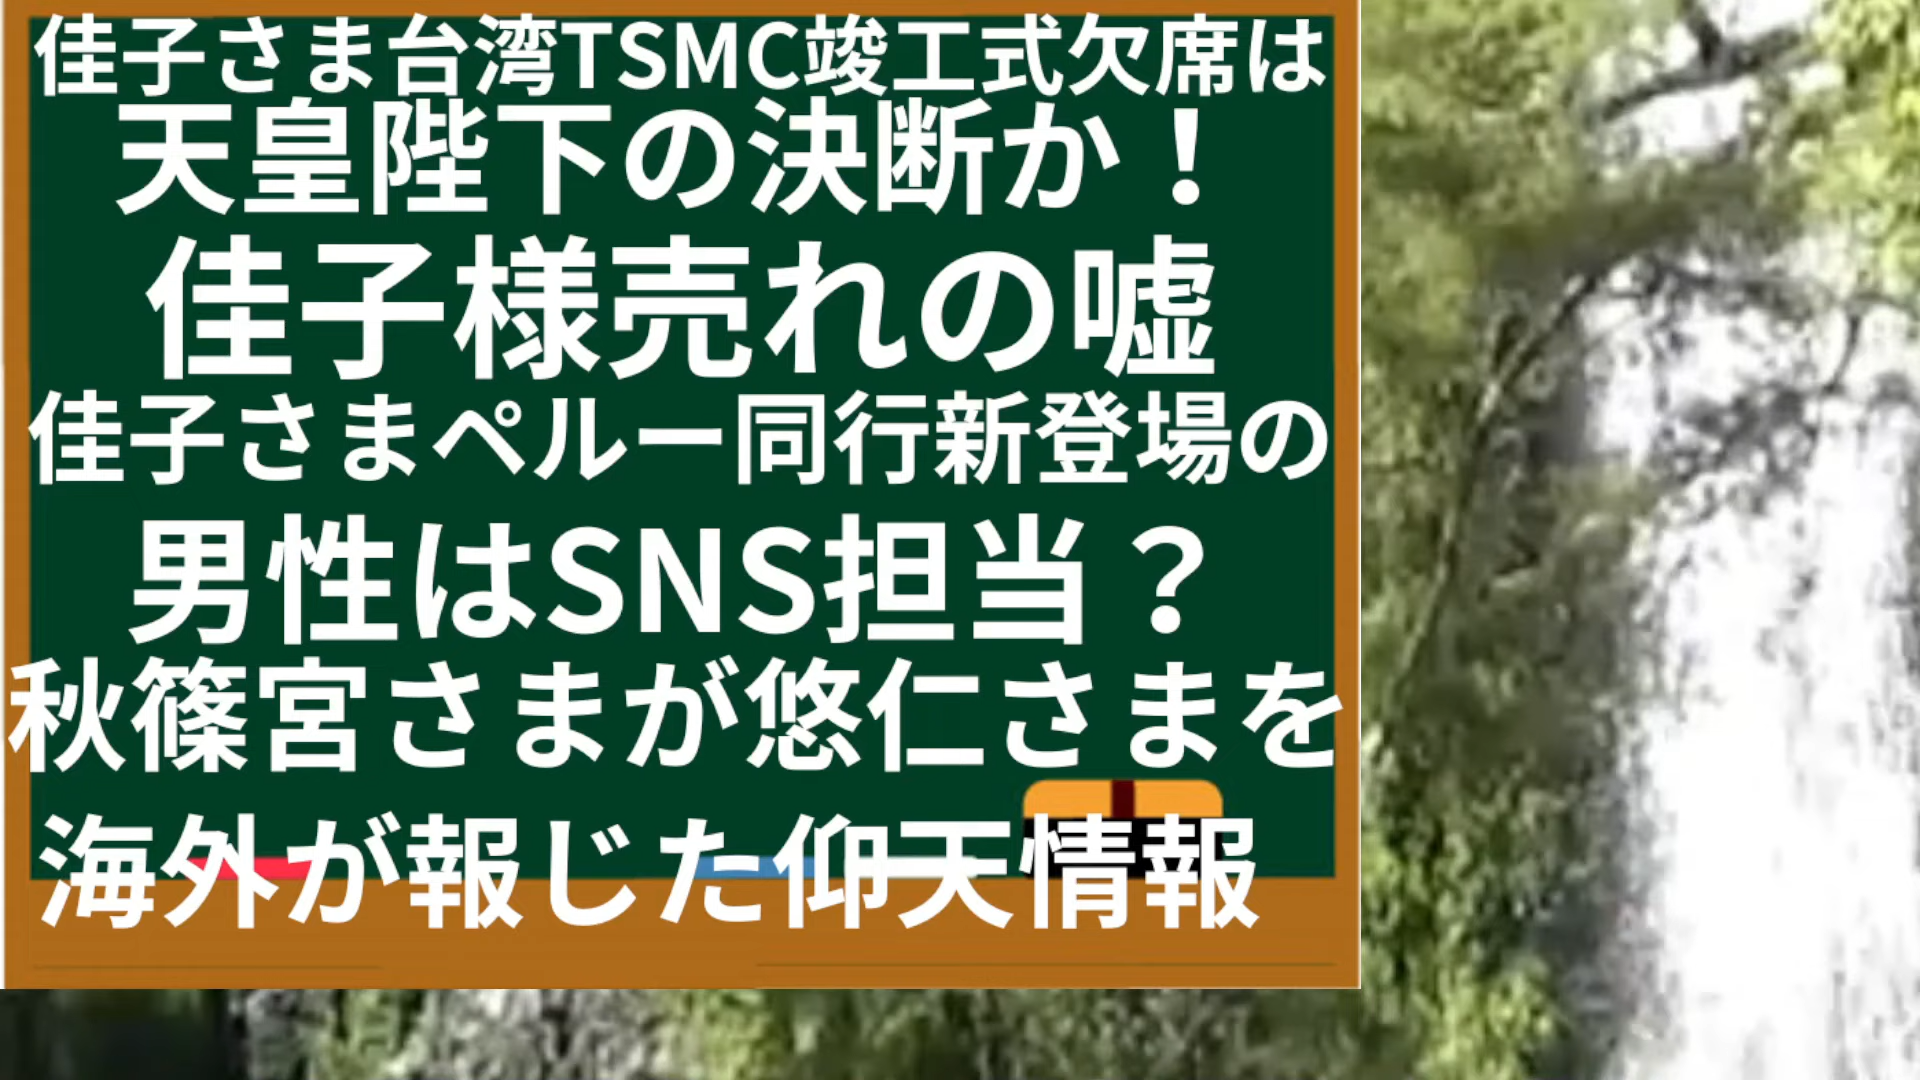 佳子さま台湾TSMC竣工式欠席は
天皇陛下の決断か！
佳子様売れの嘘
佳子さまペルー同行新登場の
男性はSNS担当？
秋篠宮さまが悠仁さまを
海外が報じた仰天情報